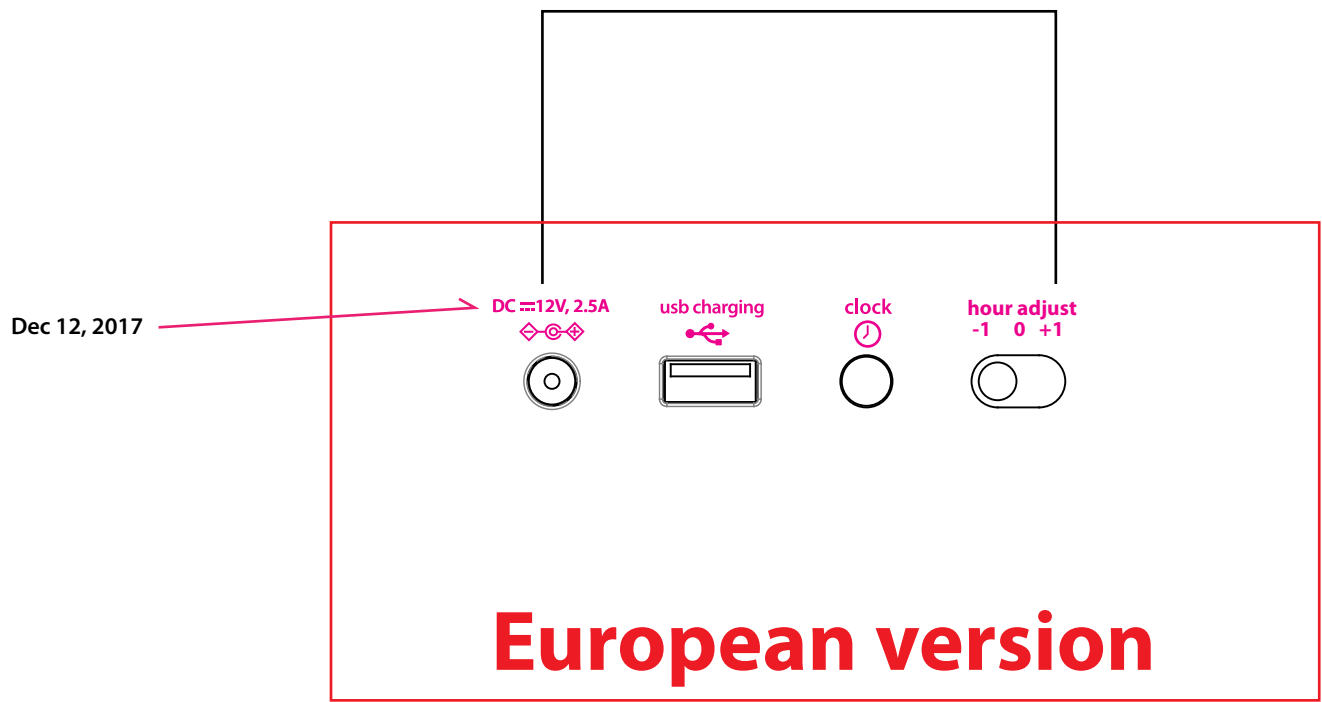 DC ⎓12V, 2.5A
usb charging
clock
hour adjust
-1 0 +1
Dec 12, 2017
European version